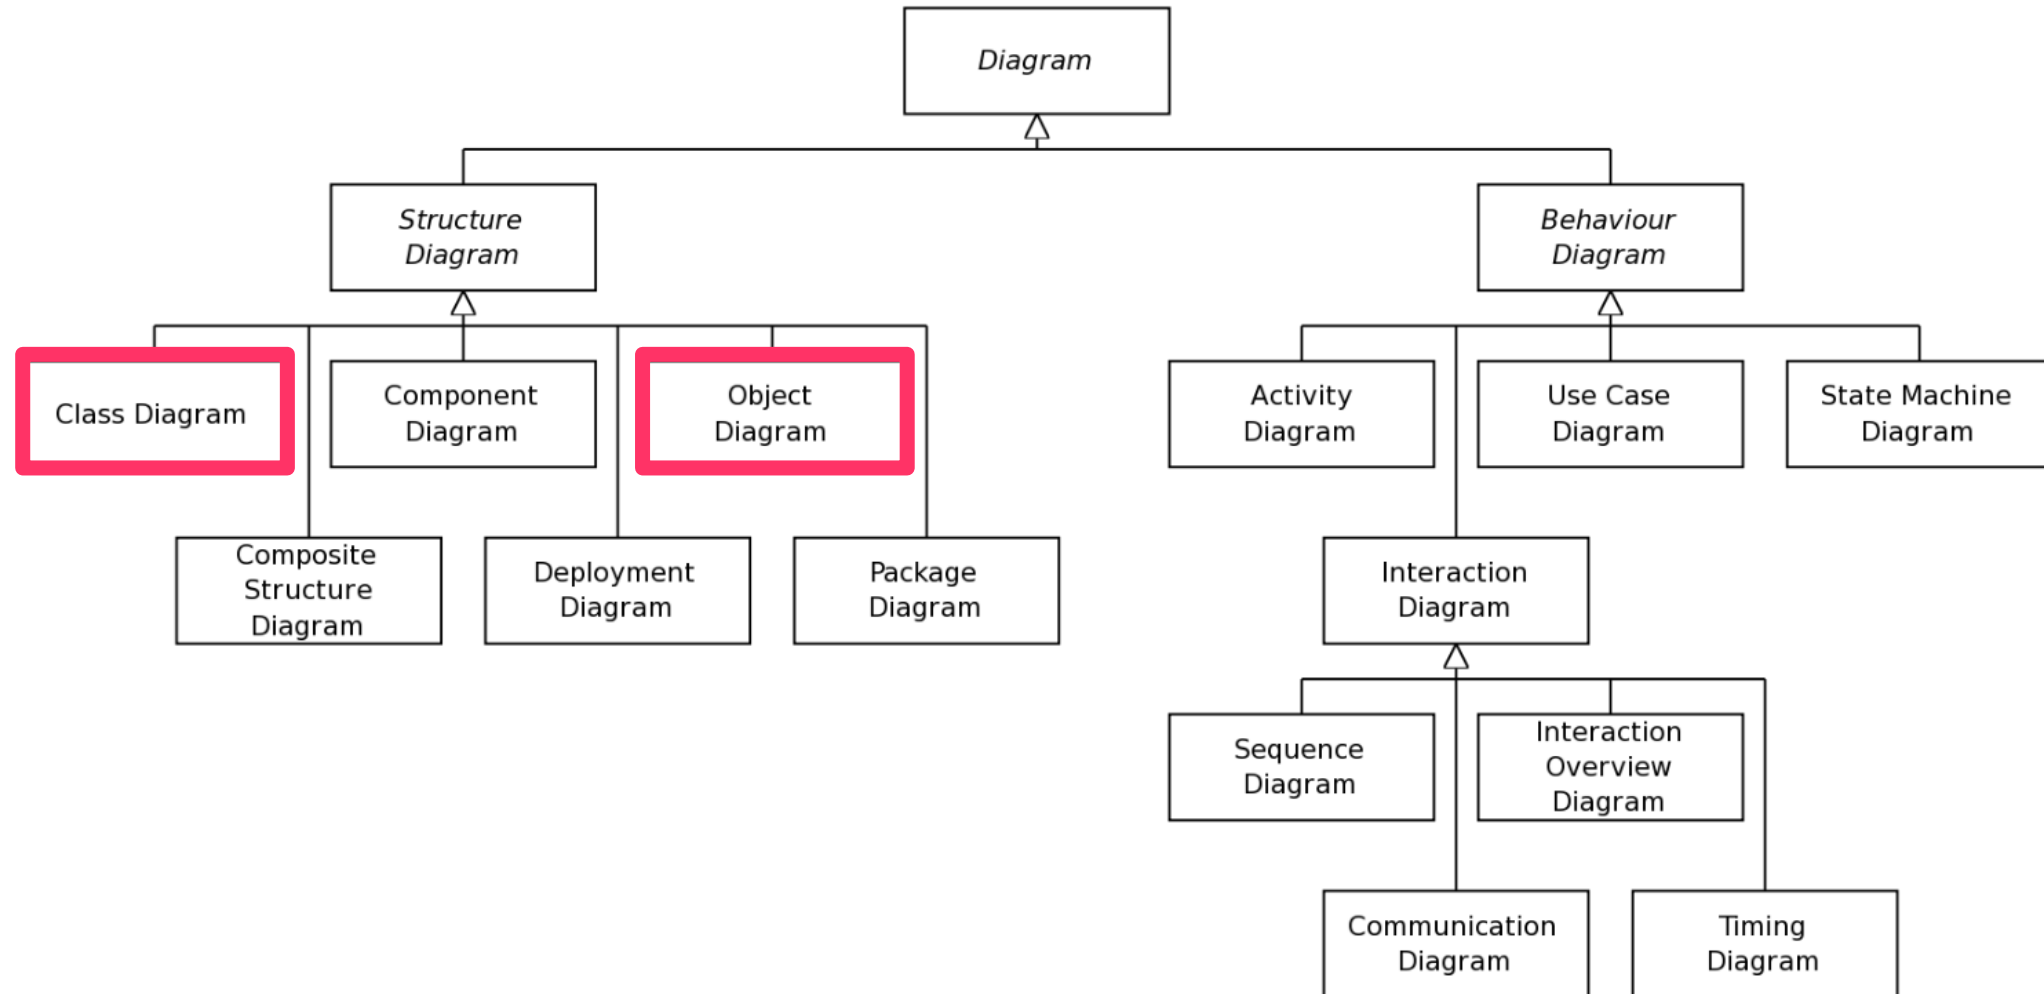 Diagram
Structure
Diagram
Behaviour
Diagram
Class Diagram
Component
Diagram
Object
Diagram
Activity
Diagram
Use Case
Diagram
State Machine
Diagram
Composite
Structure
Diagram
Deployment
Diagram
Package
Diagram
Interaction
Diagram
Sequence
Diagram
Interaction
Overview
Diagram
Communication
Diagram
Timing
Diagram